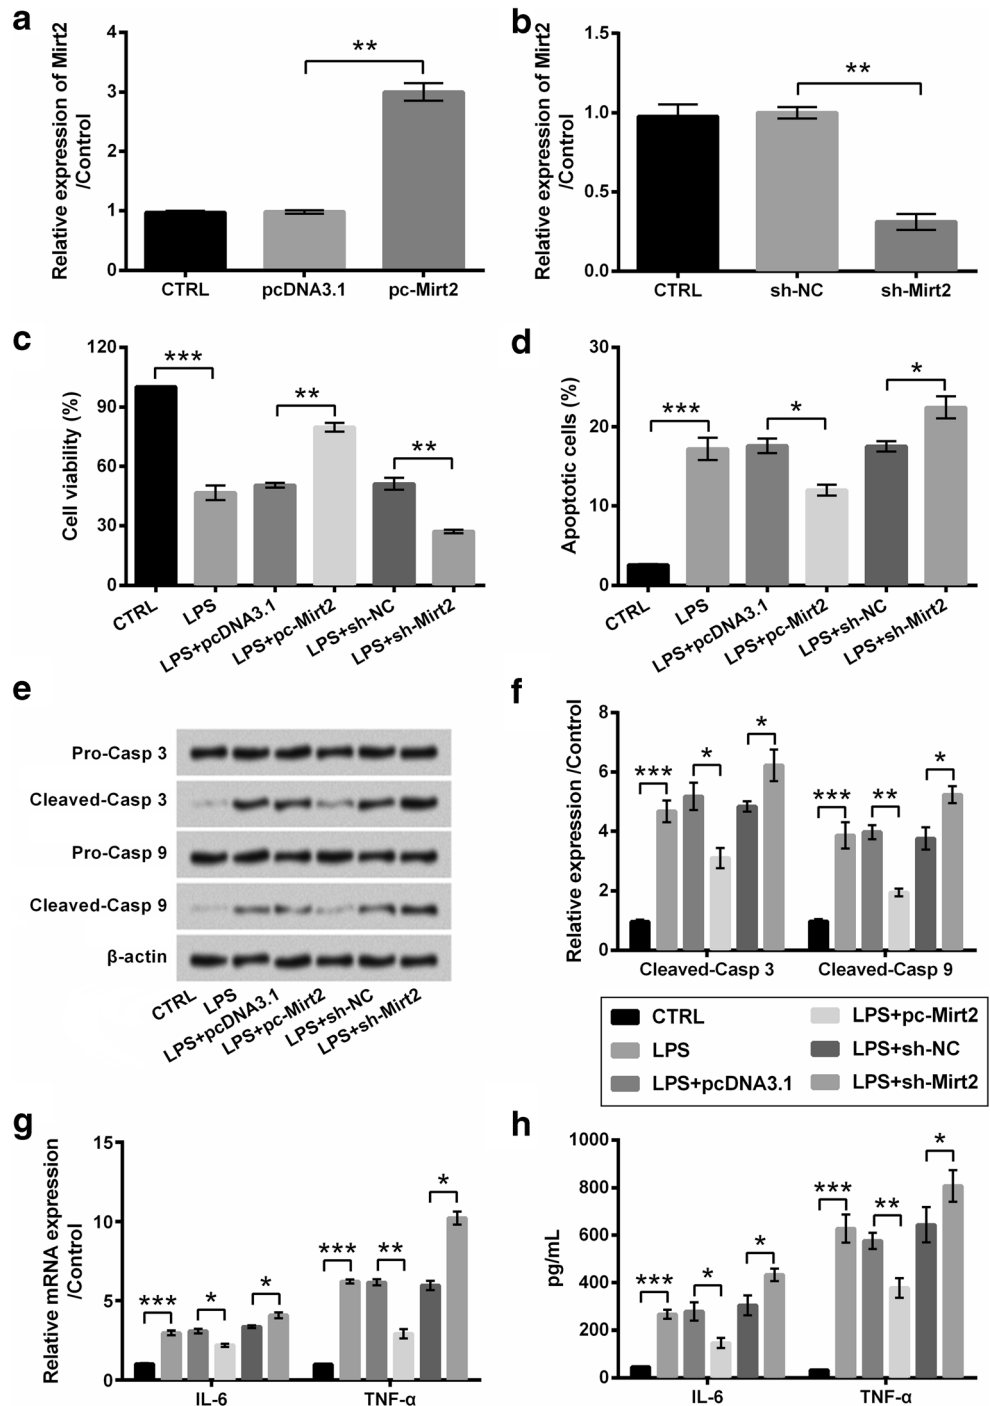 a
Relative expression of Mirt2
/Control
4
3
2
1
0
**
CTRL
pcDNA3.1
pc-Mirt2
b
Relative expression of Mirt2
/Control
1.5
1.0
0.5
0.0
**
CTRL
sh-NC
sh-Mirt2
c
Cell viability (%)
120
90
60
30
0
***
**
**
CTRL
LPS
LPS+pcDNA3.1
LPS+pc-Mirt2
LPS+sh-NC
LPS+sh-Mirt2
d
Apoptotic cells (%)
30
20
10
0
***
*
*
CTRL
LPS
LPS+pcDNA3.1
LPS+pc-Mirt2
LPS+sh-NC
LPS+sh-Mirt2
e
Pro-Casp 3
Cleaved-Casp 3
Pro-Casp 9
Cleaved-Casp 9
β-actin
CTRL
LPS
LPS+pcDNA3.1
LPS+pc-Mirt2
LPS+sh-NC
LPS+sh-Mirt2
f
Relative expression /Control
8
6
4
2
0
***
*
*
***
**
*
Cleaved-Casp 3
Cleaved-Casp 9
CTRL
LPS
LPS+pcDNA3.1
LPS+pc-Mirt2
LPS+sh-NC
LPS+sh-Mirt2
g
Relative mRNA expression
/Control
15
10
5
0
***
*
*
***
**
*
IL-6
TNF-α
h
pg/mL
1000
800
600
400
200
0
***
*
*
***
**
*
IL-6
TNF-α